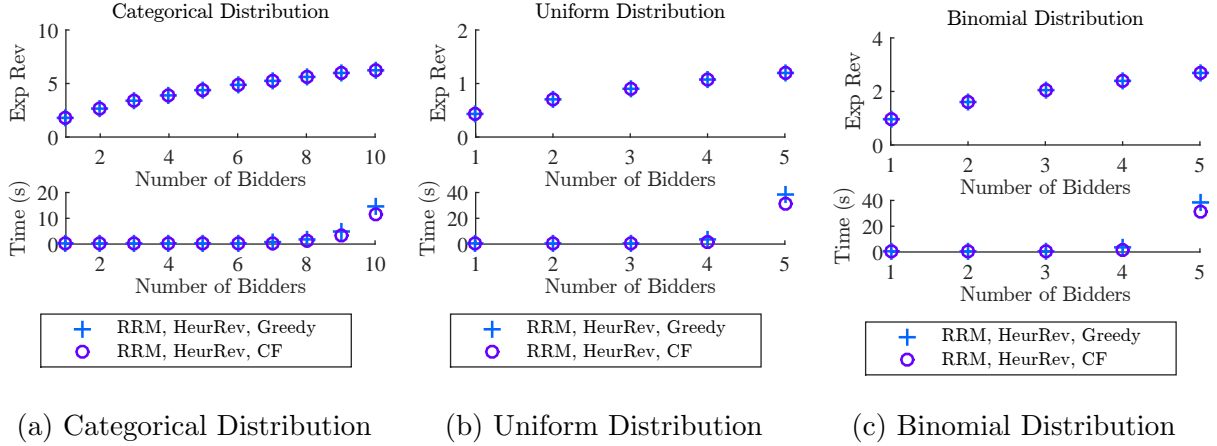 Categorical Distribution
10
5
0
Exp Rev
2 4 6 8 10
Number of Bidders
20
10
0
Time (s)
2 4 6 8 10
Number of Bidders
RRM, HeurRev, Greedy
RRM, HeurRev, CF
(a) Categorical Distribution
Uniform Distribution
2
1
0
Exp Rev
1 2 3 4 5
Number of Bidders
40
20
0
Time (s)
1 2 3 4 5
Number of Bidders
RRM, HeurRev, Greedy
RRM, HeurRev, CF
(b) Uniform Distribution
Binomial Distribution
4
2
0
Exp Rev
1 2 3 4 5
Number of Bidders
40
20
0
Time (s)
1 2 3 4 5
Number of Bidders
RRM, HeurRev, Greedy
RRM, HeurRev, CF
(c) Binomial Distribution